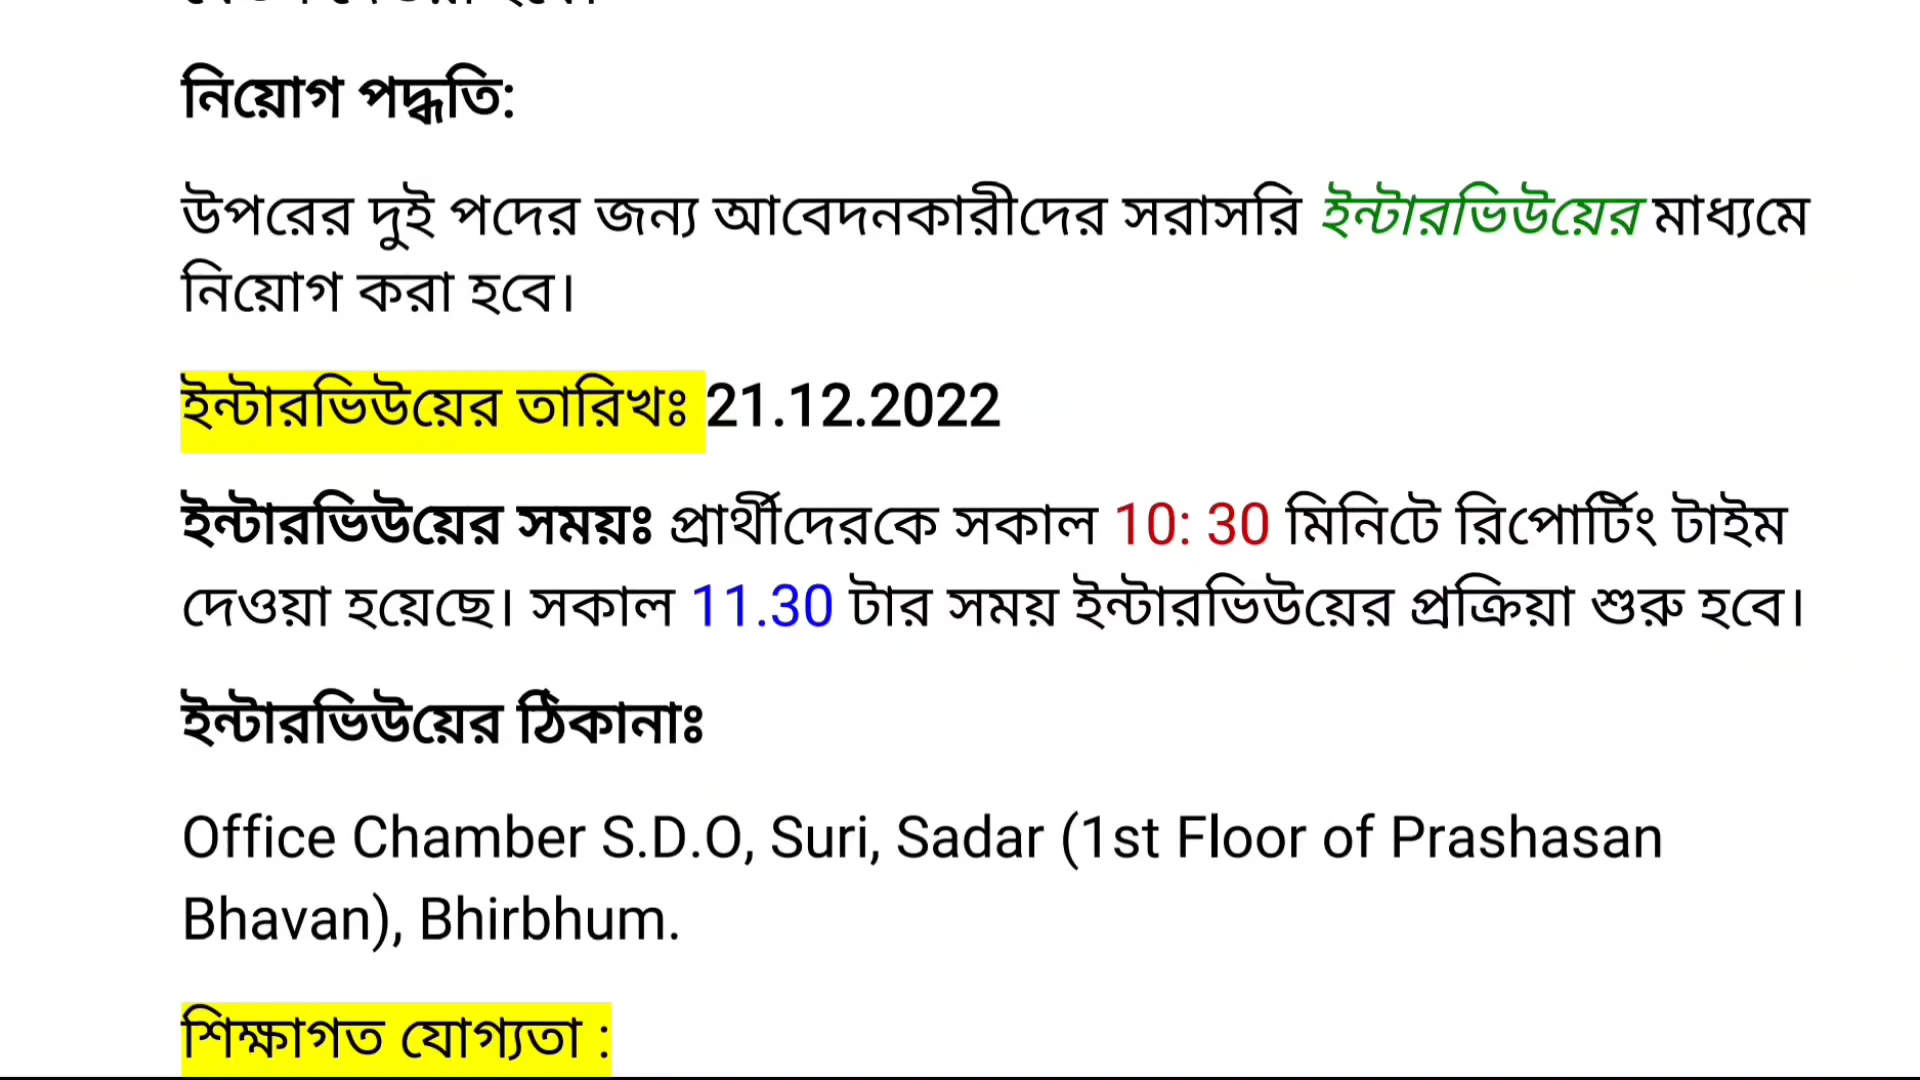 নিয়োগ পদ্ধতি:
উপরের দুই পদের জন্য আবেদনকারীদের সরাসরি ইন্টারভিউয়ের মাধ্যমে
নিয়োগ করা হবে।
ইন্টারভিউয়ের তারিখঃ 21.12.2022
ইন্টারভিউয়ের সময়ঃ প্রার্থীদেরকে সকাল 10: 30 মিনিটে রিপোর্টিং টাইম
দেওয়া হয়েছে। সকাল 11.30 টার সময় ইন্টারভিউয়ের প্রক্রিয়া শুরু হবে।
ইন্টারভিউয়ের ঠিকানাঃ
Office Chamber S.D.O, Suri, Sadar (1st Floor of Prashasan
Bhavan), Bhirbhum.
শিক্ষাগত যোগ্যতা :